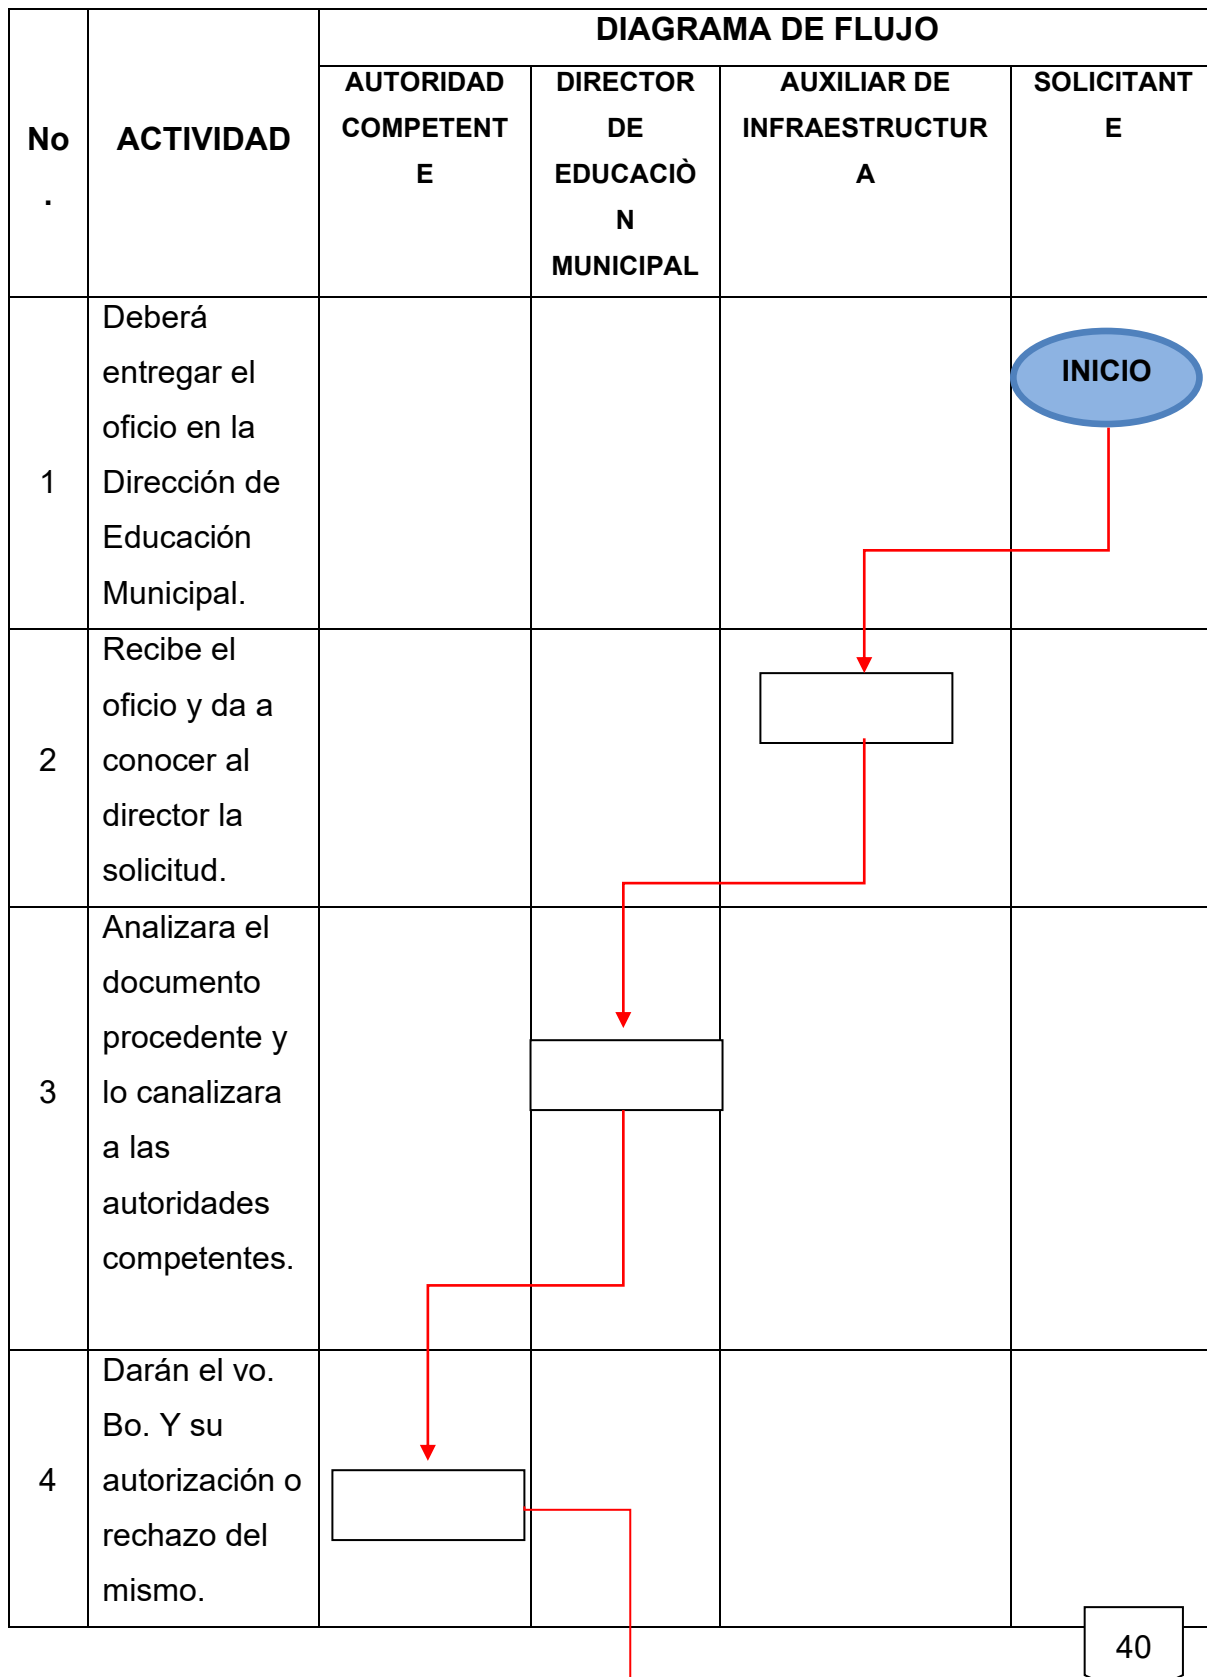 DIAGRAMA DE FLUJO
No
.
ACTIVIDAD
AUTORIDAD
COMPETENT
E
DIRECTOR
DE
EDUCACIÒ
N
MUNICIPAL
AUXILIAR DE
INFRAESTRUCTUR
A
SOLICITANT
E
1
Deberá
entregar el
oficio en la
Dirección de
Educación
Municipal.
INICIO
2
Recibe el
oficio y da a
conocer al
director la
solicitud.
3
Analizara el
documento
procedente y
lo canalizara
a las
autoridades
competentes.
4
Darán el vo.
Bo. Y su
autorización o
rechazo del
mismo.
40